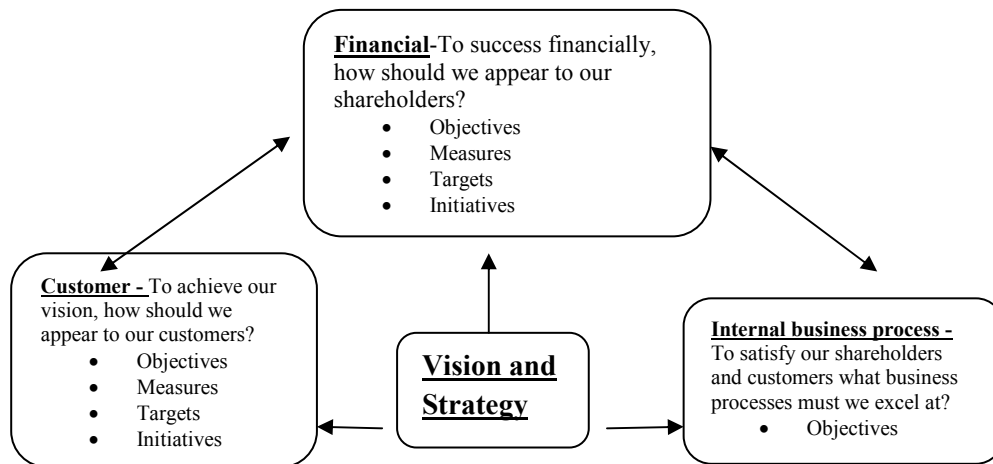 Financial-To success financially,
how should we appear to our
shareholders?
• Objectives
• Measures
• Targets
• Initiatives
Customer - To achieve our
vision, how should we
appear to our customers?
• Objectives
• Measures
• Targets
• Initiatives
Vision and
Strategy
Internal business process -
To satisfy our shareholders
and customers what business
processes must we excel at?
• Objectives